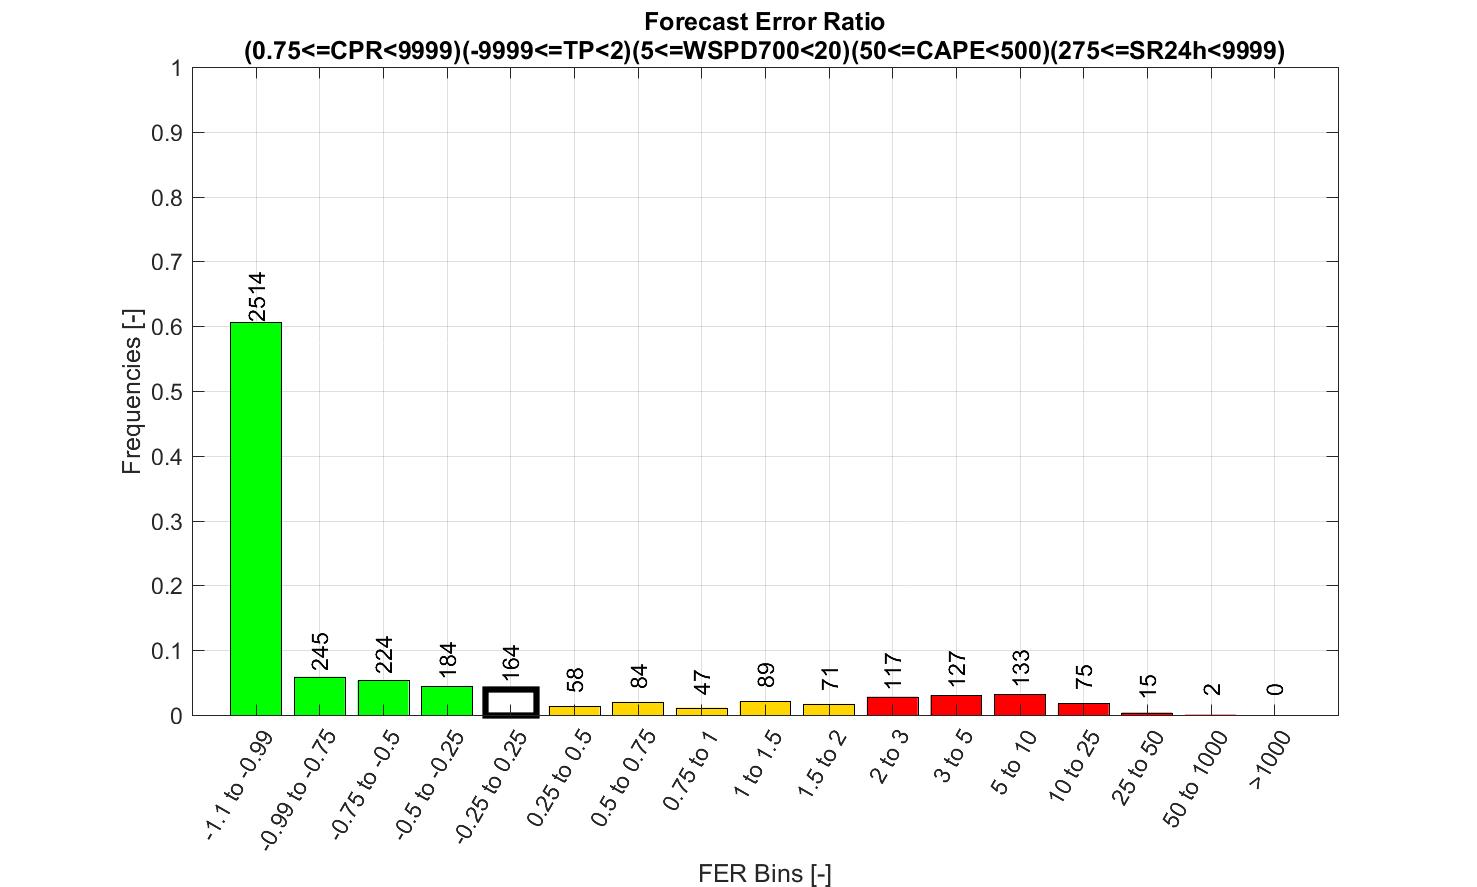 Forecast Error Ratio
(0.75<=CPR<9999)(-9999<=TP<2)(5<=WSPD700<20)(50<=CAPE<500)(275<=SR24h<9999)
Frequencies [-]
1
0.9
0.8
0.7
0.6
0.5
0.4
0.3
0.2
0.1
0
2514
245
224
184
164
58
84
47
89
71
117
127
133
75
15
2
0
-1.1 to -0.99
-0.99 to -0.75
-0.75 to -0.5
-0.5 to -0.25
-0.25 to 0.25
0.25 to 0.5
0.5 to 0.75
0.75 to 1
1 to 1.5
1.5 to 2
2 to 3
3 to 5
5 to 10
10 to 25
25 to 50
50 to 1000
>1000
FER Bins [-]